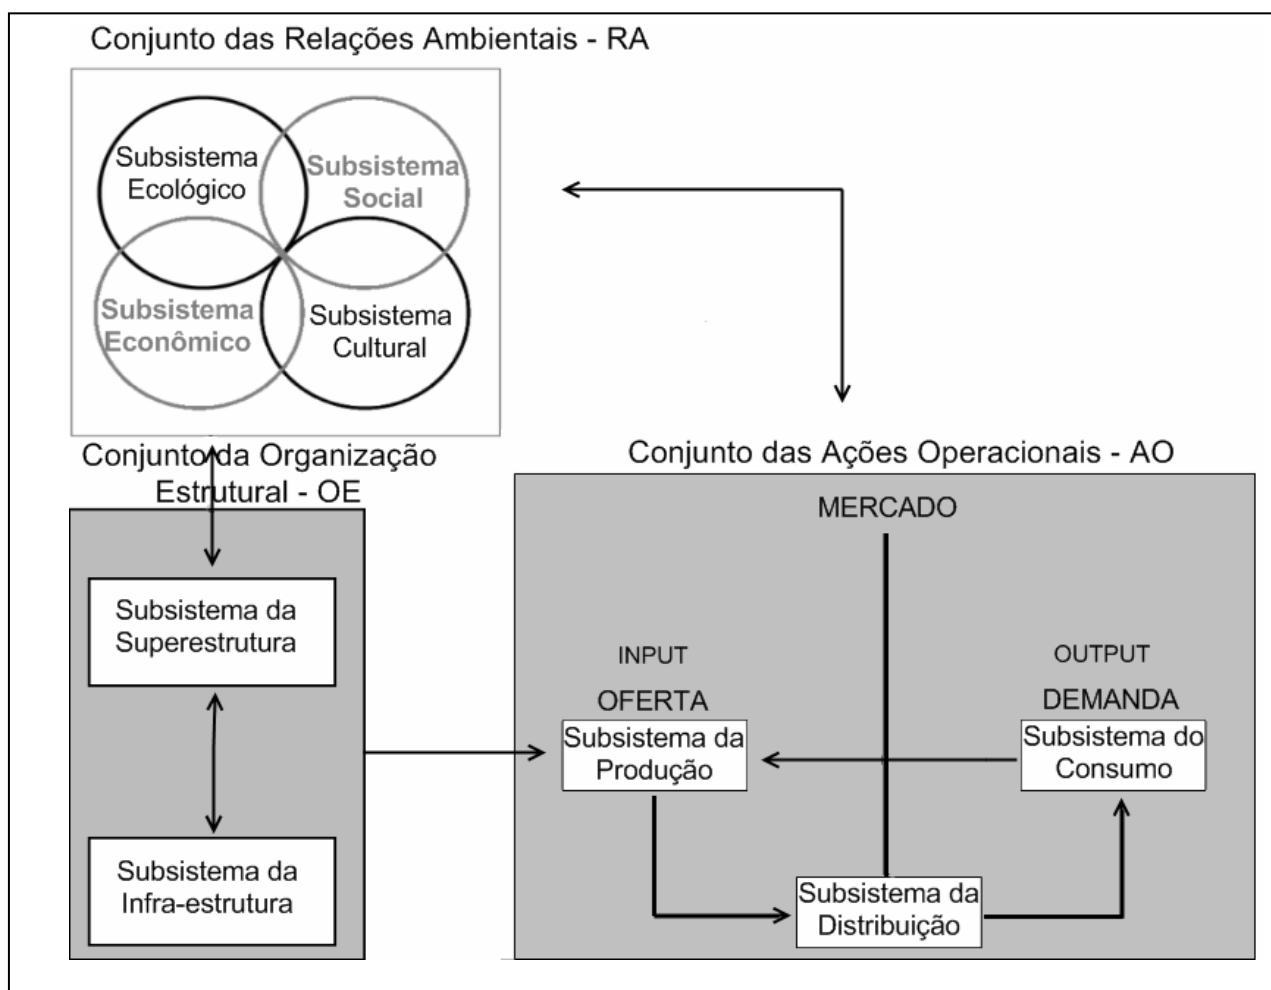 Conjunto das Relações Ambientais - RA
Subsistema
Ecológico
Subsistema
Social
Subsistema
Econômico
Subsistema
Cultural
Conjunto da Organização
Estrutural - OE
Subsistema da
Superestrutura
Subsistema da
Infra-estrutura
Conjunto das Ações Operacionais - AO
MERCADO
INPUT
OFERTA
Subsistema da
Produção
OUTPUT
DEMANDA
Subsistema do
Consumo
Subsistema da
Distribuição